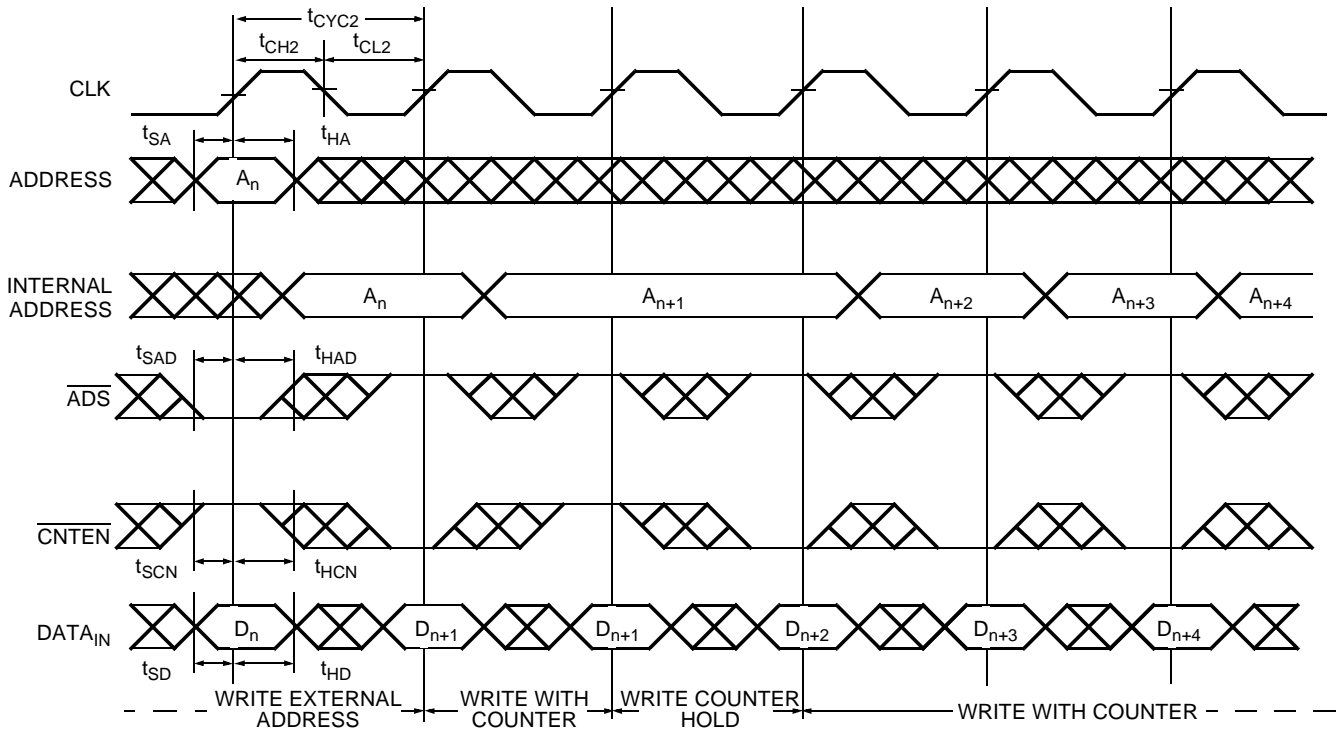 tCYC2
tCH2 tCL2
CLK
tSA tHA
ADDRESS An
INTERNAL
ADDRESS
An An+1 An+2 An+3 An+4
tSAD tHAD
ADS
CNTEN
tSCN tHCN
DATAIN Dn Dn+1 Dn+1 Dn+2 Dn+3 Dn+4
tSD tHD
WRITE EXTERNAL
ADDRESS
WRITE WITH
COUNTER
WRITE COUNTER
HOLD
WRITE WITH COUNTER